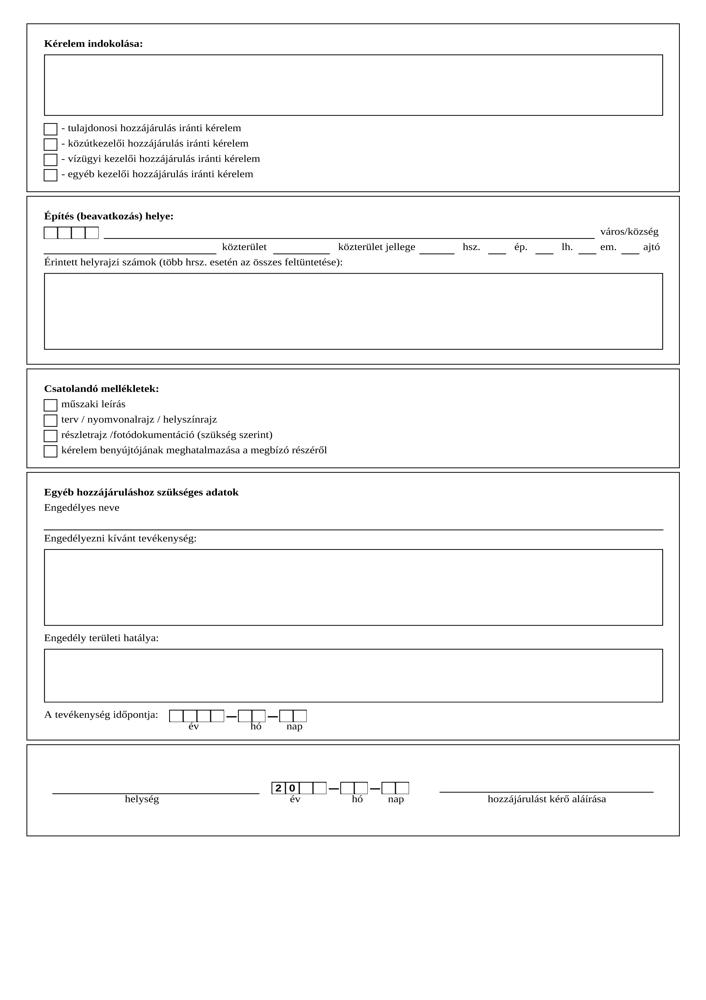 Kérelem indokolása:
- tulajdonosi hozzájárulás iránti kérelem
- közútkezelői hozzájárulás iránti kérelem
- vízügyi kezelői hozzájárulás iránti kérelem
- egyéb kezelői hozzájárulás iránti kérelem
Építés (beavatkozás) helye:
város/község
közterület közterület jellege hsz. ép. lh. em. ajtó
Érintett helyrajzi számok (több hrsz. esetén az összes feltüntetése):
Csatolandó mellékletek:
műszaki leírás
terv / nyomvonalrajz / helyszínrajz
részletrajz /fotódokumentáció (szükség szerint)
kérelem benyújtójának meghatalmazása a megbízó részéről
Egyéb hozzájáruláshoz szükséges adatok
Engedélyes neve
Engedélyezni kívánt tevékenység:
Engedély területi hatálya:
A tevékenység időpontja:
év hó nap
2 0
helység év hó nap hozzájárulást kérő aláírása